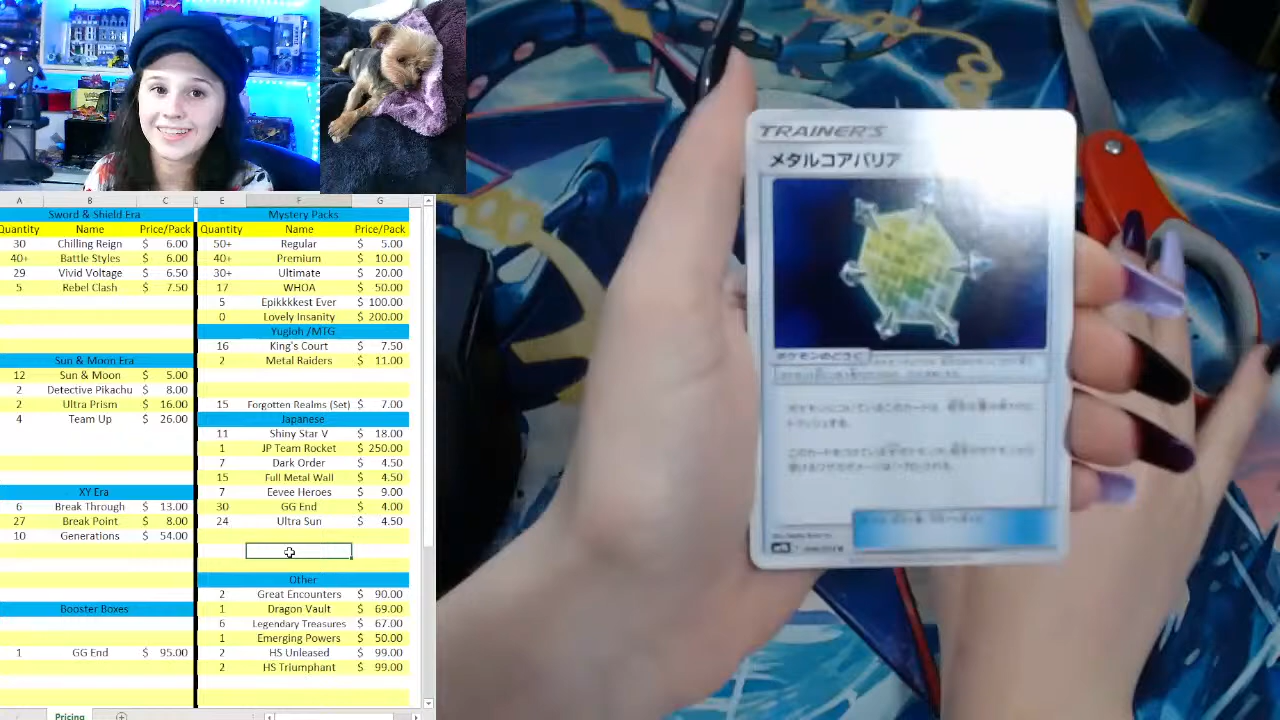 A B C E F G
Sword & Shield Era
Quantity Name Price/Pack
30 Chilling Reign $ 6.00
40+ Battle Styles $ 6.00
29 Vivid Voltage $ 6.50
5 Rebel Clash $ 7.50
Sun & Moon Era
12 Sun & Moon $ 5.00
2 Detective Pikachu $ 8.00
2 Ultra Prism $ 16.00
4 Team Up $ 26.00
XY Era
6 Break Through $ 13.00
27 Break Point $ 8.00
10 Generations $ 54.00
Booster Boxes
1 GG End $ 95.00
Mystery Packs
Quantity Name Price/Pack
50+ Regular $ 5.00
40+ Premium $ 10.00
30+ Ultimate $ 20.00
17 WHOA $ 50.00
5 Epikkkkest Ever $ 100.00
0 Lovely Insanity $ 200.00
Yugioh /MTG
16 King's Court $ 7.50
2 Metal Raiders $ 11.00
15 Forgotten Realms (Set) $ 7.00
Japanese
11 Shiny Star V $ 18.00
1 JP Team Rocket $ 250.00
7 Dark Order $ 4.50
15 Full Metal Wall $ 4.50
7 Eevee Heroes $ 9.00
30 GG End $ 4.00
24 Ultra Sun $ 4.50
Other
2 Great Encounters $ 90.00
1 Dragon Vault $ 69.00
6 Legendary Treasures $ 67.00
1 Emerging Powers $ 50.00
2 HS Unleased $ 99.00
2 HS Triumphant $ 99.00
Pricing
TRAINER'S
メタルコアバリア
ポケモンのどうぐ